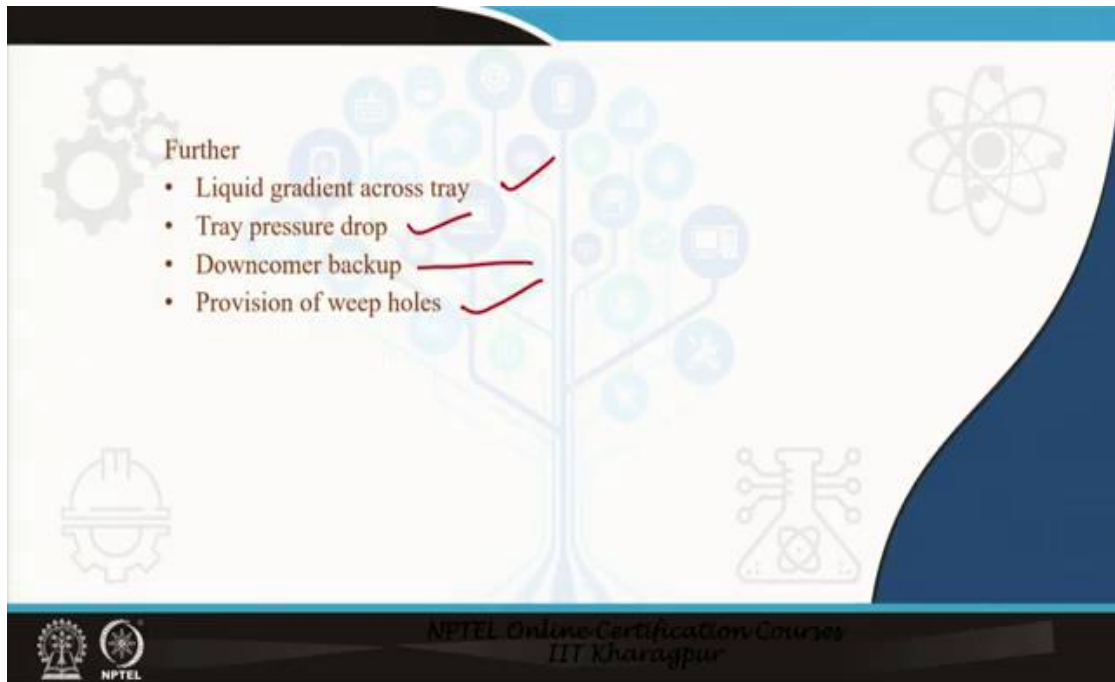 Further
• Liquid gradient across tray
• Tray pressure drop
• Downcomer backup
• Provision of weep holes
NPTEL Online Certification Courses
IIT Kharagpur
NPTEL